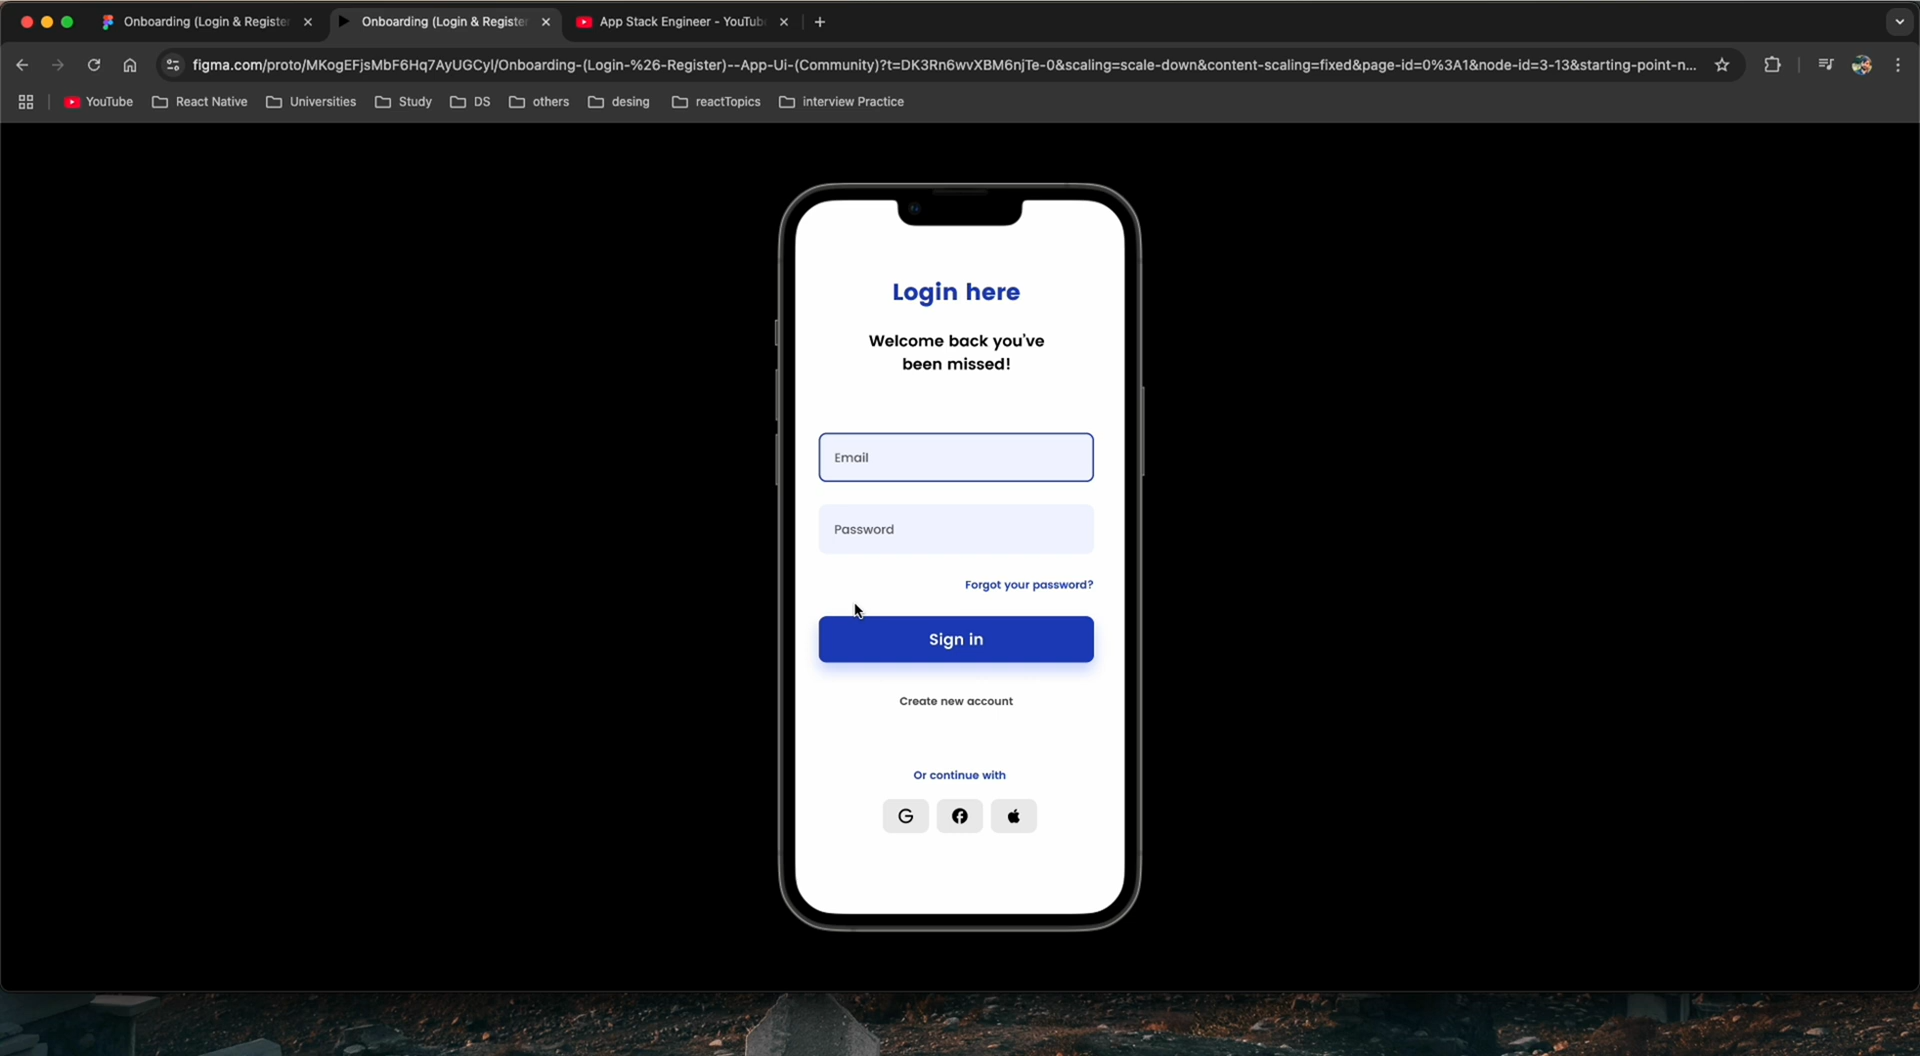 Onboarding (Login & Register
Onboarding (Login & Register
App Stack Engineer - YouTub
figma.com/proto/MKogEFjsMbF6Hq7AyUGCyl/Onboarding-(Login-%26-Register)--App-Ui-(Community)?t=DK3Rn6wvXBM6njTe-0&scaling=scale-down&content-scaling=fixed&page-id=0%3A1&node-id=3-13&starting-point-n...
YouTube
React Native
Universities
Study
DS
others
desing
reactTopics
interview Practice
Login here
Welcome back you've
been missed!
Email
Password
Forgot your password?
Sign in
Create new account
Or continue with